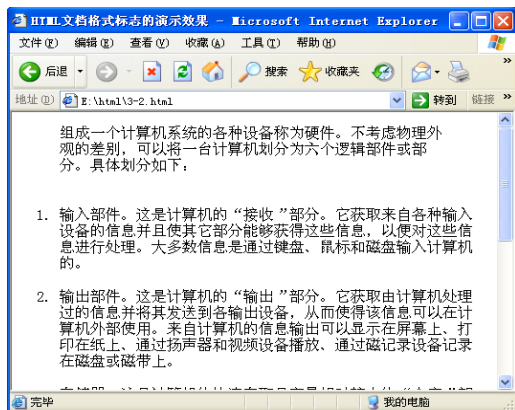 HTML文档格式标志的演示效果 - Microsoft Internet Explorer
文件(F) 编辑(E) 查看(V) 收藏(A) 工具(T) 帮助(H)
后退 搜索 收藏夹
地址(D) E:\html\3-2.html 转到 链接
组成一个计算机系统的各种设备称为硬件。不考虑物理外
观的差别，可以将一台计算机划分为六个逻辑部件或部
分。具体划分如下：
1. 输入部件。这是计算机的“接收”部分。它获取来自各种输入
设备的信息并且使其它部分能够获得这些信息，以便对这些信
息进行处理。大多数信息是通过键盘、鼠标和磁盘输入计算机
的。
2. 输出部件。这是计算机的“输出”部分。它获取由计算机处理
过的信息并将其发送到各输出设备，从而使得该信息可以在计
算机外部使用。来自计算机的信息输出可以显示在屏幕上、打
印在纸上、通过扬声器和视频设备播放、通过磁记录设备记录
在磁盘或磁带上。
完毕 我的电脑